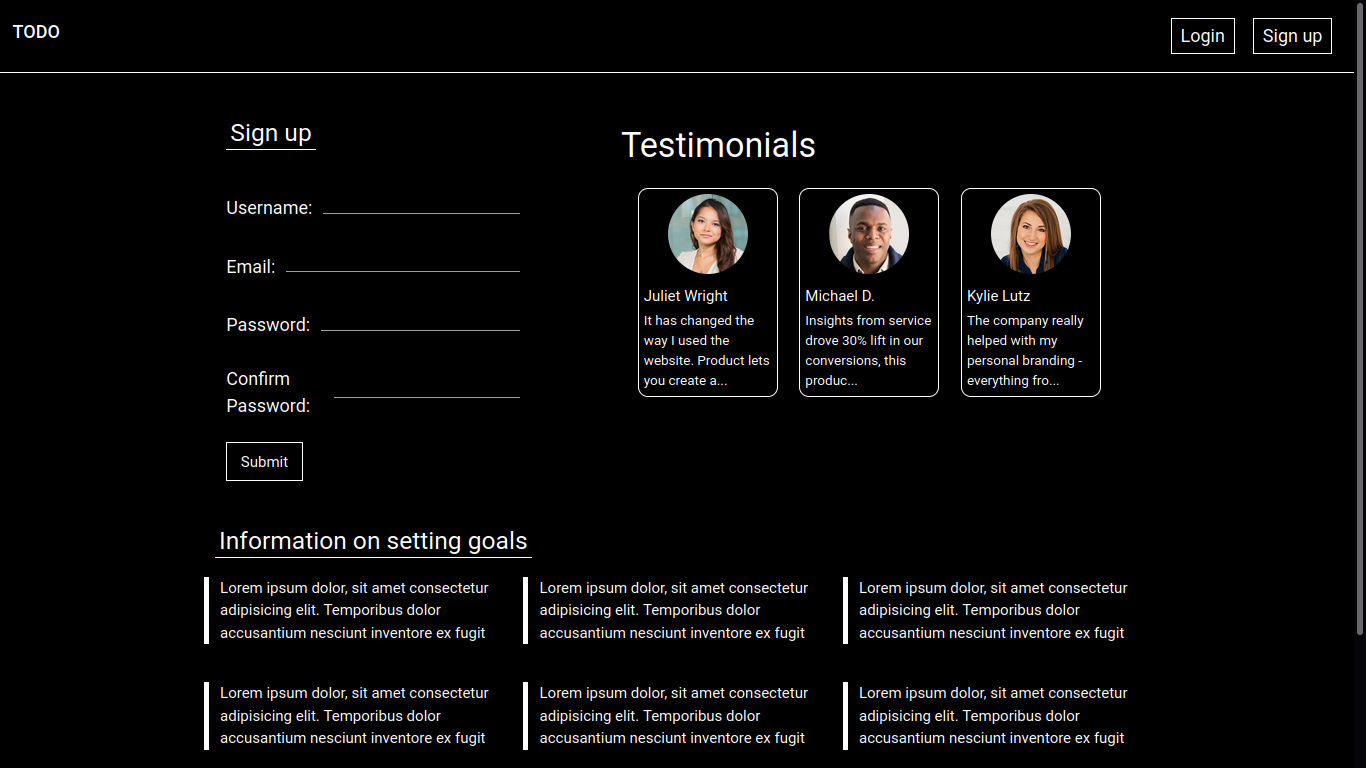 TODO
Login
Sign up
Sign up
Username:
Email:
Password:
Confirm
Password:
Submit
Testimonials
Juliet Wright
It has changed the
way I used the
website. Product lets
you create a...
Michael D.
Insights from service
drove 30% lift in our
conversions, this
produc...
Kylie Lutz
The company really
helped with my
personal branding -
everything fro...
Information on setting goals
Lorem ipsum dolor, sit amet consectetur
adipisicing elit. Temporibus dolor
accusantium nesciunt inventore ex fugit
Lorem ipsum dolor, sit amet consectetur
adipisicing elit. Temporibus dolor
accusantium nesciunt inventore ex fugit
Lorem ipsum dolor, sit amet consectetur
adipisicing elit. Temporibus dolor
accusantium nesciunt inventore ex fugit
Lorem ipsum dolor, sit amet consectetur
adipisicing elit. Temporibus dolor
accusantium nesciunt inventore ex fugit
Lorem ipsum dolor, sit amet consectetur
adipisicing elit. Temporibus dolor
accusantium nesciunt inventore ex fugit
Lorem ipsum dolor, sit amet consectetur
adipisicing elit. Temporibus dolor
accusantium nesciunt inventore ex fugit